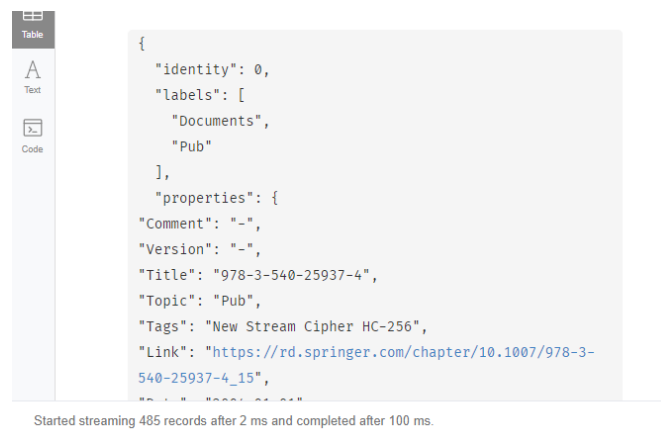 Table
Text
Code
{
"identity": 0,
"labels": [
"Documents",
"Pub"
],
"properties": {
"Comment": "-",
"Version": "-",
"Title": "978-3-540-25937-4",
"Topic": "Pub",
"Tags": "New Stream Cipher HC-256",
"Link": "https://rd.springer.com/chapter/10.1007/978-3-
540-25937-4_15",
Started streaming 485 records after 2 ms and completed after 100 ms.